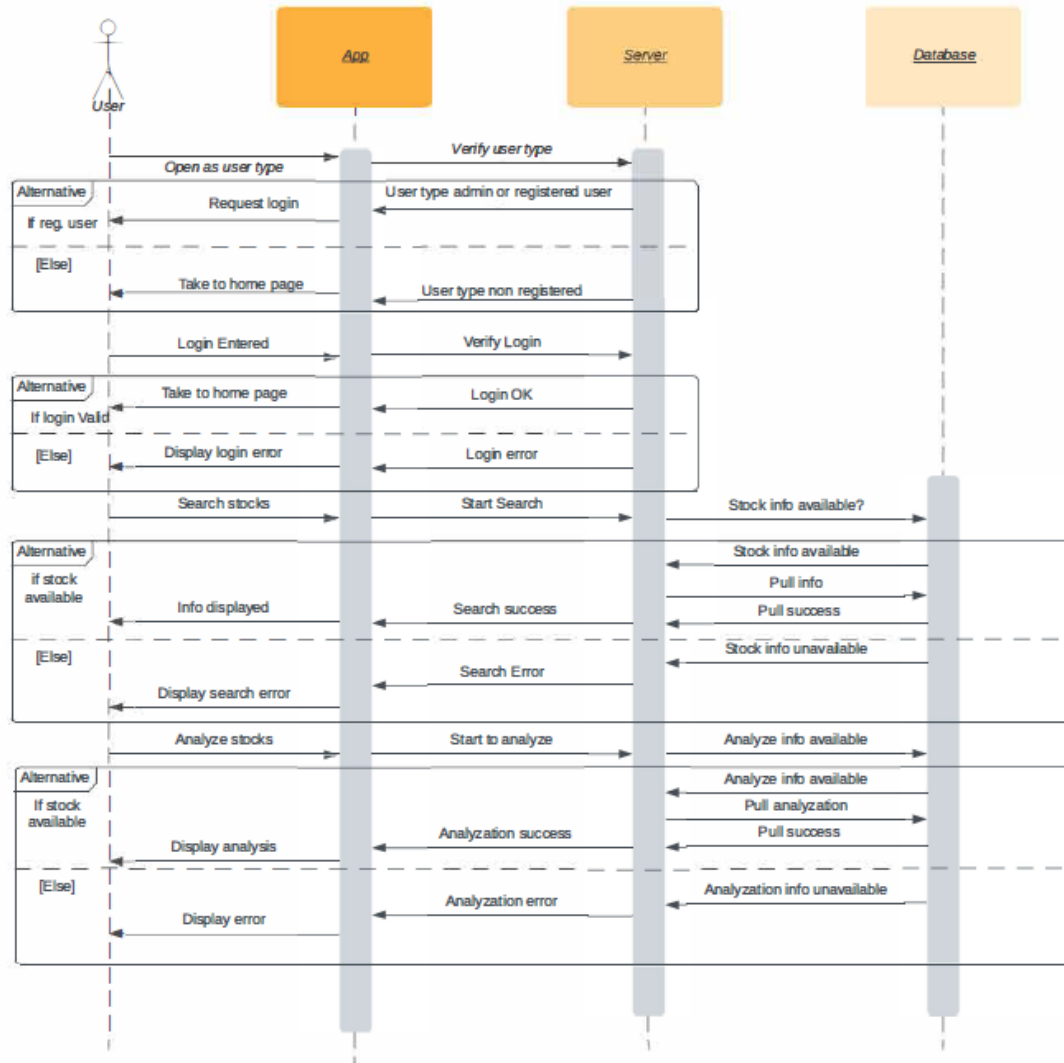 App
Server
Database
User
Open as user type
Verify user type
Alternative
User type admin or registered user
Request login
If reg. user
[Else]
Take to home page
User type non registered
Login Entered
Verify Login
Alternative
Take to home page
Login OK
If login Valid
[Else]
Display login error
Login error
Search stocks
Start Search
Stock info available?
Alternative
Stock info available
if stock
available
Pull info
Info displayed
Search success
Pull success
[Else]
Stock info unavailable
Search Error
Display search error
Analyze stocks
Start to analyze
Analyze info available
Alternative
Analyze info available
If stock
available
Pull analyzation
Display analysis
Analyzation success
Pull success
[Else]
Analyzation info unavailable
Analyzation error
Display error